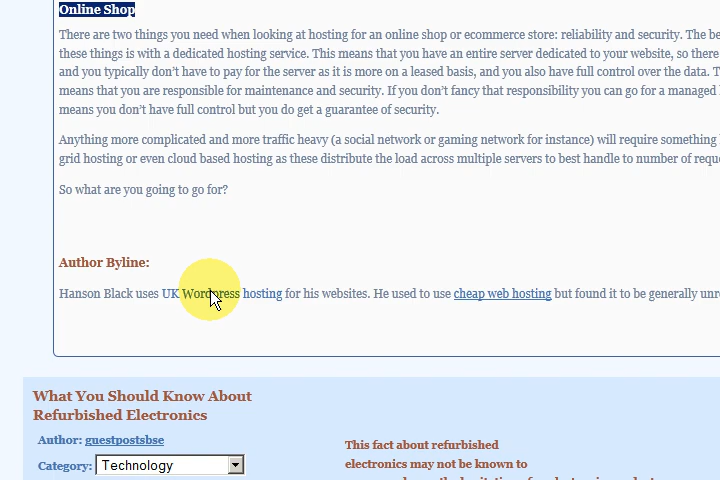 Online Shop
There are two things you need when looking at hosting for an online shop or ecommerce store: reliability and security. The be
these things is with a dedicated hosting service. This means that you have an entire server dedicated to your website, so there
and you typically don't have to pay for the server as it is more on a leased basis, and you also have full control over the data. T
means that you are responsible for maintenance and security. If you don't fancy that responsibility you can go for a managed
means you don't have full control but you do get a guarantee of security.
Anything more complicated and more traffic heavy (a social network or gaming network for instance) will require something
grid hosting or even cloud based hosting as these distribute the load across multiple servers to best handle to number of reque
So what are you going to go for?
Author Byline:
Hanson Black uses UK Wordpress hosting for his websites. He used to use cheap web hosting but found it to be generally unre
What You Should Know About
Refurbished Electronics
Author: guestpostsbse
Category: Technology
This fact about refurbished
electronics may not be known to